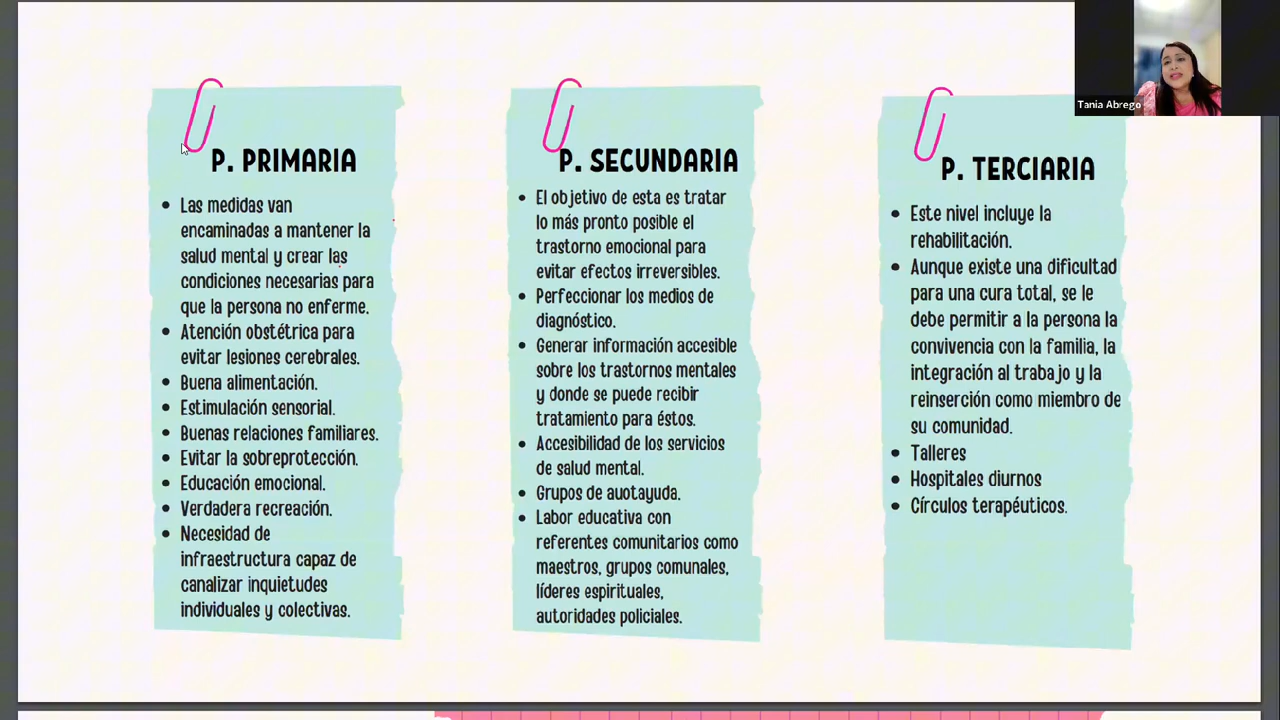 P. PRIMARIA
Las medidas van
encaminadas a mantener la
salud mental y crear las
condiciones necesarias para
que la persona no enferme.
Atención obstétrica para
evitar lesiones cerebrales.
Buena alimentación.
Estimulación sensorial.
Buenas relaciones familiares.
Evitar la sobreprotección.
Educación emocional.
Verdadera recreación.
Necesidad de
infraestructura capaz de
canalizar inquietudes
individuales y colectivas.
P. SECUNDARIA
El objetivo de esta es tratar
lo más pronto posible el
trastorno emocional para
evitar efectos irreversibles.
Perfeccionar los medios de
diagnóstico.
Generar información accesible
sobre los trastornos mentales
y donde se puede recibir
tratamiento para éstos.
Accesibilidad de los servicios
de salud mental.
Grupos de auotayuda.
Labor educativa con
referentes comunitarios como
maestros, grupos comunales,
líderes espirituales,
autoridades policiales.
P. TERCIARIA
Este nivel incluye la
rehabilitación.
Aunque existe una dificultad
para una cura total, se le
debe permitir a la persona la
convivencia con la familia, la
integración al trabajo y la
reinserción como miembro de
su comunidad.
Talleres
Hospitales diurnos
Círculos terapéuticos.
Tania Abrego